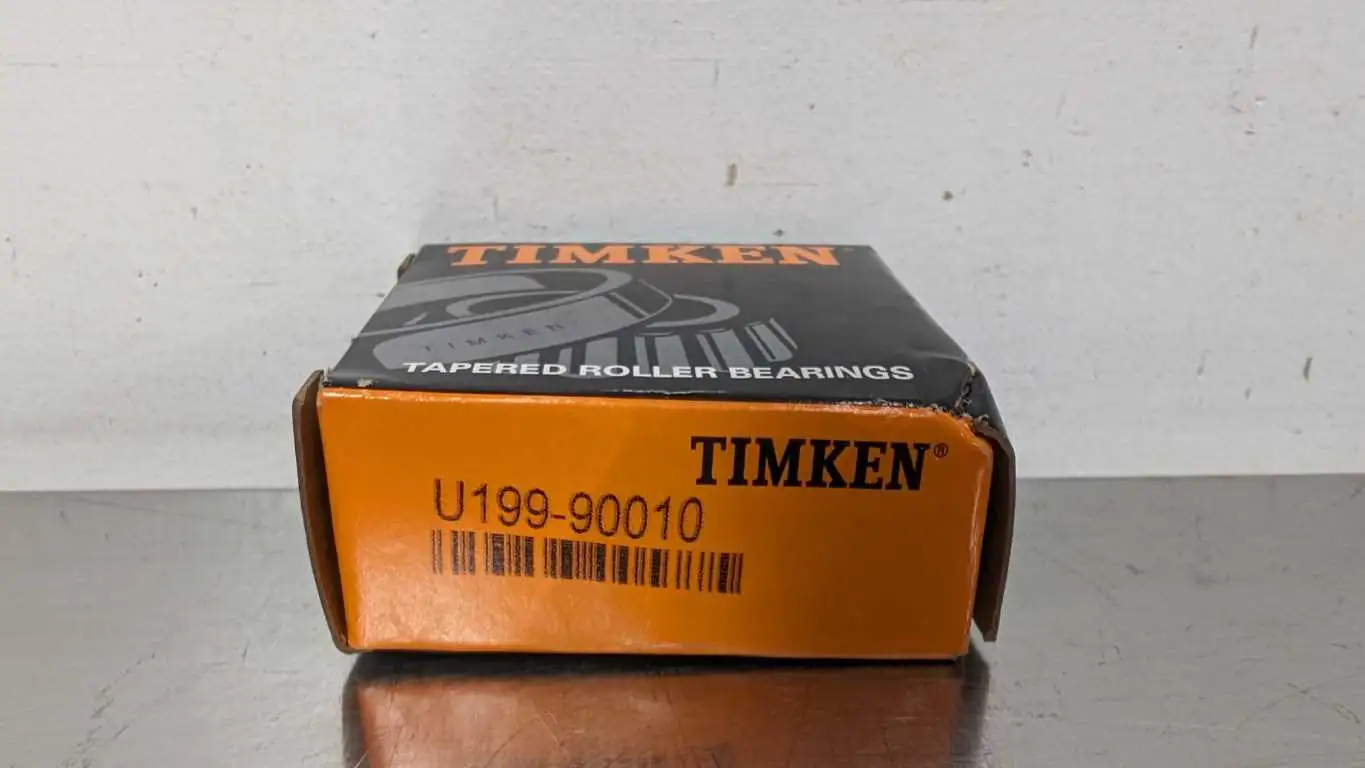 TIMKEN
TIMKEN
TAPERED ROLLER BEARINGS
TIMKEN®
U199-90010